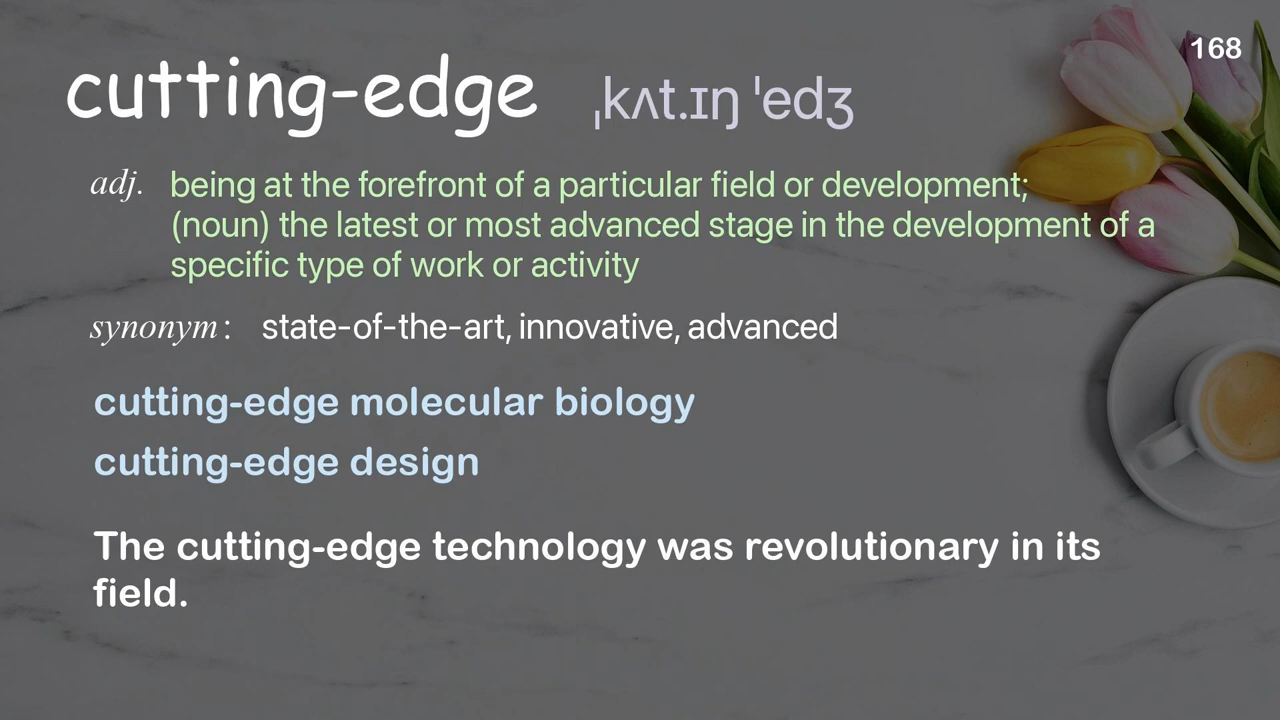 168
cutting-edge ˌkʌt.ɪŋ ˈedʒ
adj. being at the forefront of a particular field or development;
(noun) the latest or most advanced stage in the development of a
specific type of work or activity
synonym: state-of-the-art, innovative, advanced
cutting-edge molecular biology
cutting-edge design
The cutting-edge technology was revolutionary in its
field.